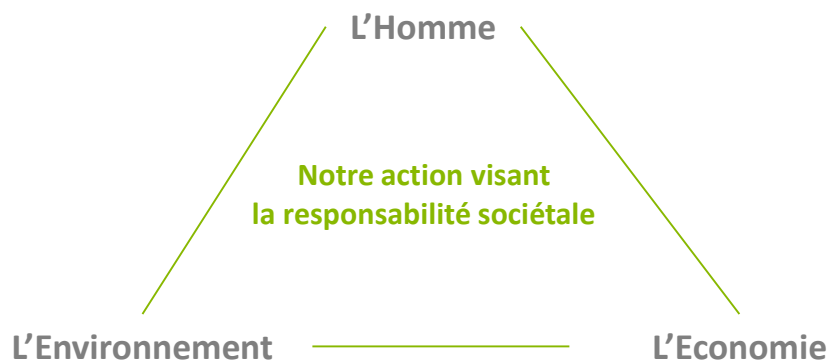 L’Homme
Notre action visant
la responsabilité sociétale
L’Environnement
L’Economie